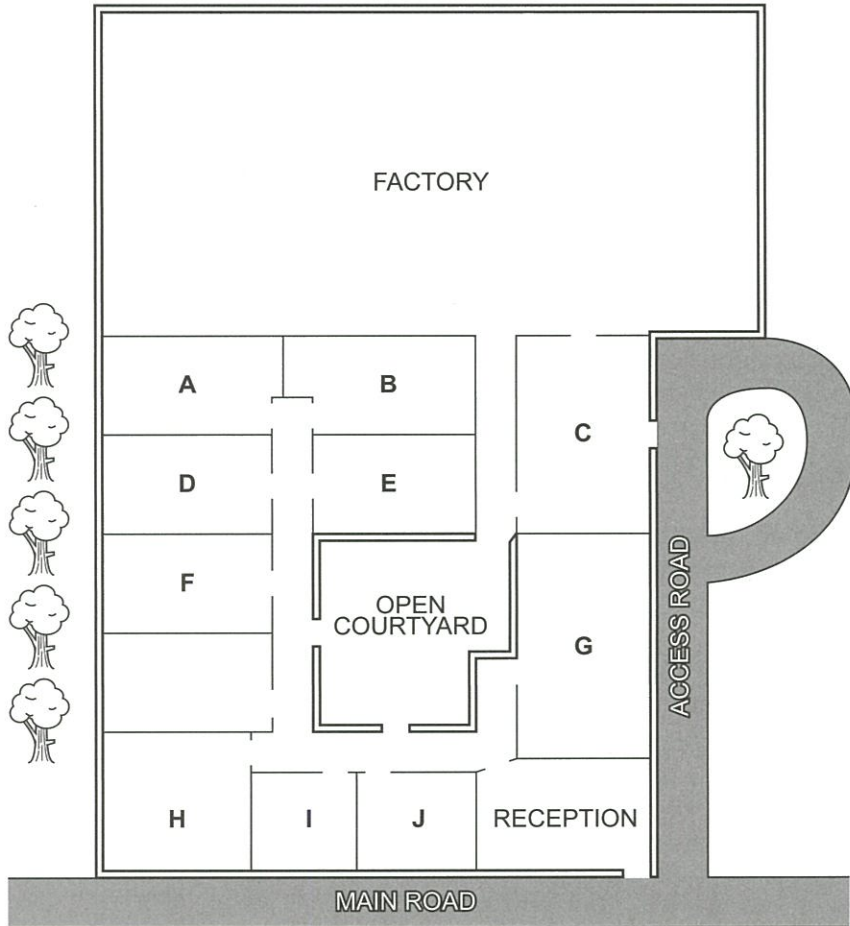 FACTORY
A
B
C
D
E
F
OPEN
COURTYARD
G
ACCESS ROAD
H
I
J
RECEPTION
MAIN ROAD